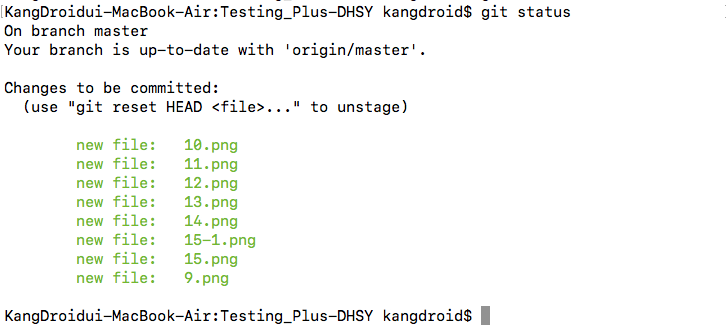 [KangDroidui-MacBook-Air:Testing_Plus-DHSY kangdroid$ git status
On branch master
Your branch is up-to-date with 'origin/master'.
Changes to be committed:
  (use "git reset HEAD <file>..." to unstage)
        new file:   10.png
        new file:   11.png
        new file:   12.png
        new file:   13.png
        new file:   14.png
        new file:   15-1.png
        new file:   15.png
        new file:   9.png
KangDroidui-MacBook-Air:Testing_Plus-DHSY kangdroid$